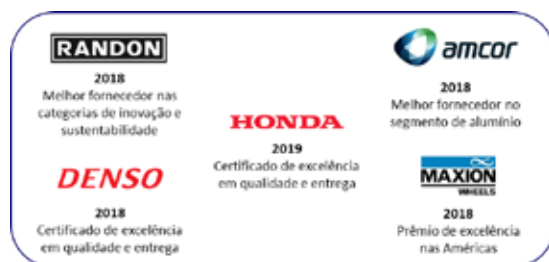 RANDON
2018
Melhor fornecedor nas
categorias de inovação e
sustentabilidade
DENSO
2018
Certificado de excelência
em qualidade e entrega
HONDA
2019
Certificado de excelência
em qualidade e entrega
amcor
2018
Melhor fornecedor no
segmento de alumínio
MAXION
WHEELS
2018
Prêmio de excelência
nas Américas